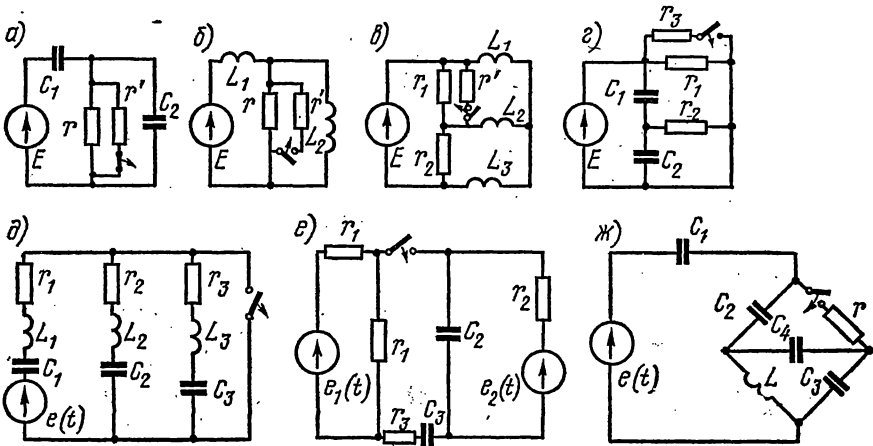 а) б) в) г)
C₁ r r' C₂ E
L₁ r r' L₂ E
r₁ r' L₁ L₂ r₂ L₃ E
r₃ r₁ C₁ r₂ C₂ E
д) е) ж)
r₁ r₂ r₃ L₁ L₂ L₃ C₁ C₂ C₃ e(t)
r₁ r₁ C₂ r₂ e₁(t) e₂(t) r₃ C₃
C₁ C₂ C₄ r L C₃ e(t)